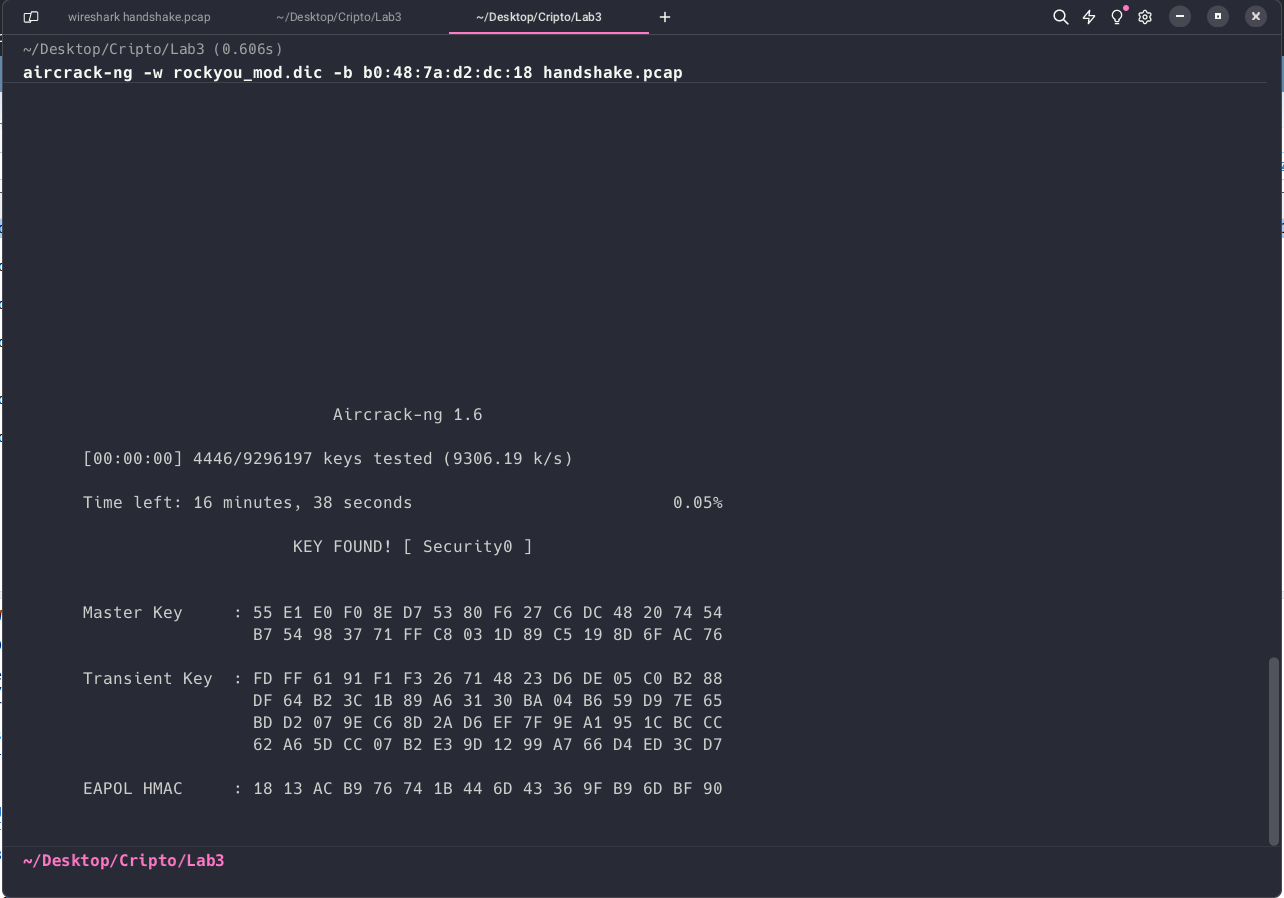 wireshark handshake.pcap ~/Desktop/Cripto/Lab3 ~/Desktop/Cripto/Lab3 +
~/Desktop/Cripto/Lab3 (0.606s)
aircrack-ng -w rockyou_mod.dic -b b0:48:7a:d2:dc:18 handshake.pcap
Aircrack-ng 1.6
[00:00:00] 4446/9296197 keys tested (9306.19 k/s)
Time left: 16 minutes, 38 seconds 0.05%
KEY FOUND! [ Security0 ]
Master Key : 55 E1 E0 F0 8E D7 53 80 F6 27 C6 DC 48 20 74 54
B7 54 98 37 71 FF C8 03 1D 89 C5 19 8D 6F AC 76
Transient Key : FD FF 61 91 F1 F3 26 71 48 23 D6 DE 05 C0 B2 88
DF 64 B2 3C 1B 89 A6 31 30 BA 04 B6 59 D9 7E 65
BD D2 07 9E C6 8D 2A D6 EF 7F 9E A1 95 1C BC CC
62 A6 5D CC 07 B2 E3 9D 12 99 A7 66 D4 ED 3C D7
EAPOL HMAC : 18 13 AC B9 76 74 1B 44 6D 43 36 9F B9 6D BF 90
~/Desktop/Cripto/Lab3